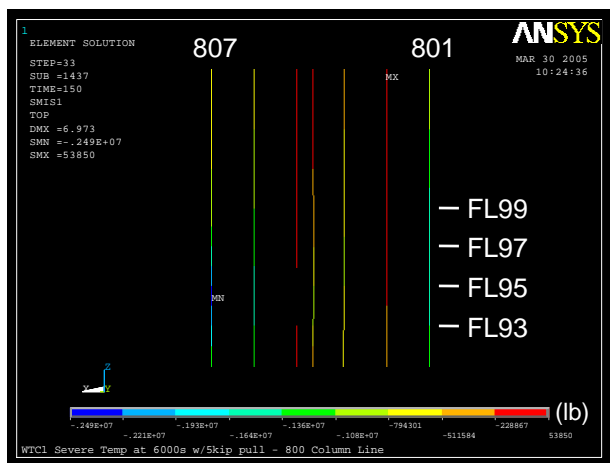 1
ELEMENT SOLUTION
STEP=33
SUB =1437
TIME=150
SMIS1
TOP
DMX =6.973
SMN =-.249E+07
SMX =53850
807
801
ANSYS
MAR 30 2005
10:24:36
MX
FL99
FL97
FL95
FL93
MN
Z
X Y
(lb)
-.249E+07 -.193E+07 -.136E+07 -794301 -228867
-.221E+07 -.164E+07 -.108E+07 -511584 53850
WTC1 Severe Temp at 6000s w/5kip pull - 800 Column Line